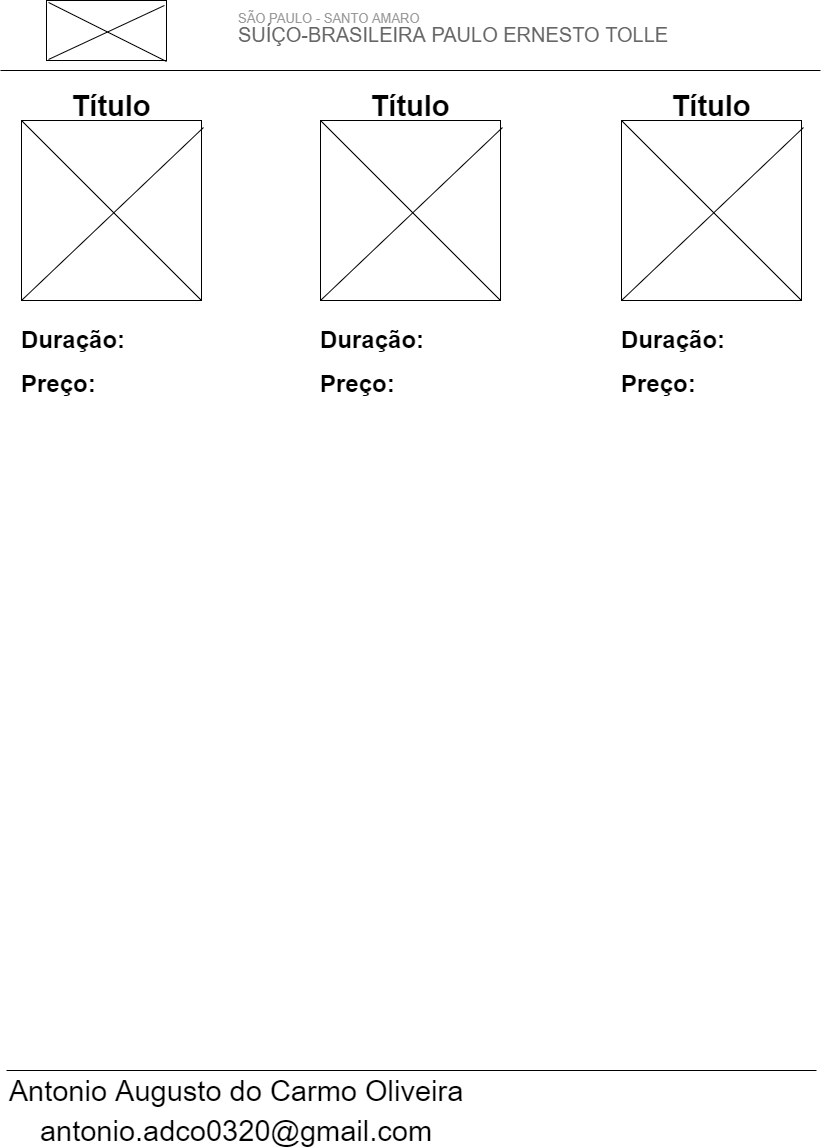 SÃO PAULO - SANTO AMARO
SUÍÇO-BRASILEIRA PAULO ERNESTO TOLLE
Título Título Título
Duração: Duração: Duração:
Preço: Preço: Preço:
Antonio Augusto do Carmo Oliveira
antonio.adco0320@gmail.com